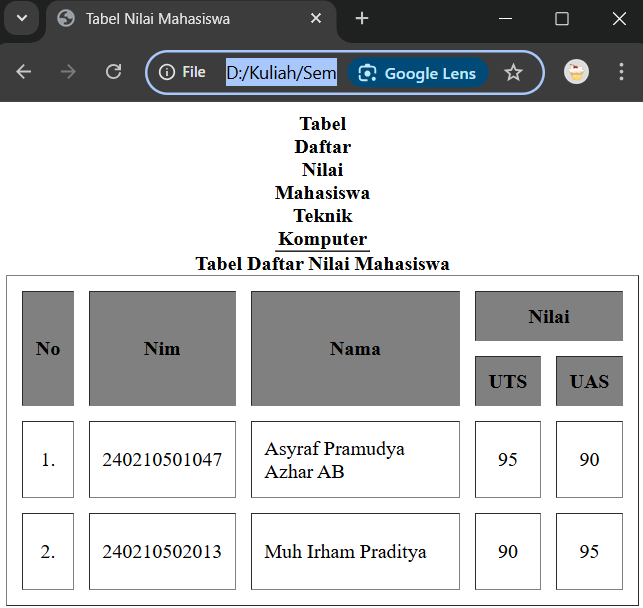 Tabel Nilai Mahasiswa
File D:/Kuliah/Sem Google Lens
Tabel
Daftar
Nilai
Mahasiswa
Teknik
Komputer
Tabel Daftar Nilai Mahasiswa
No Nim Nama Nilai
UTS UAS
1. 240210501047 Asyraf Pramudya Azhar AB 95 90
2. 240210502013 Muh Irham Praditya 90 95